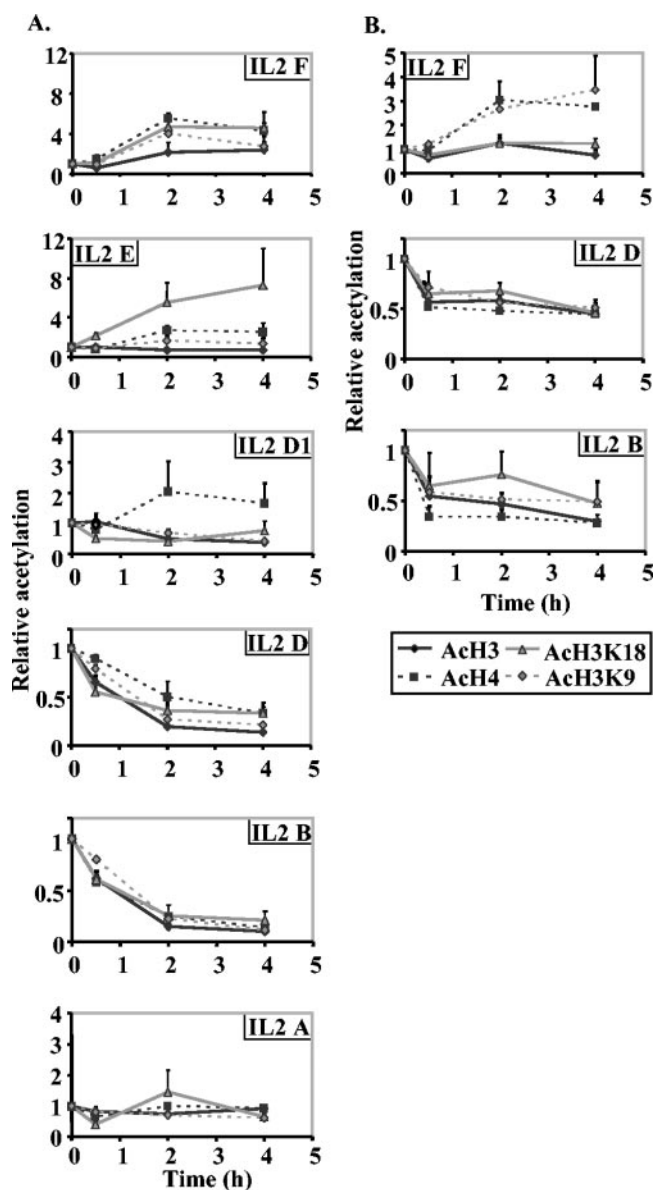 A.
IL2 F
12
8
4
0
0 1 2 3 4 5
IL2 E
12
8
4
0
0 1 2 3 4 5
IL2 D1
4
3
2
1
0
0 1 2 3 4 5
Relative acetylation
IL2 D
1
0.5
0
0 1 2 3 4 5
IL2 B
1
0.5
0
0 1 2 3 4 5
IL2 A
4
3
2
1
0
0 1 2 3 4 5
Time (h)
B.
IL2 F
5
4
3
2
1
0
0 1 2 3 4 5
IL2 D
1
0.5
0
0 1 2 3 4 5
Relative acetylation
IL2 B
1
0.5
0
0 1 2 3 4 5
Time (h)
AcH3 AcH3K18
AcH4 AcH3K9